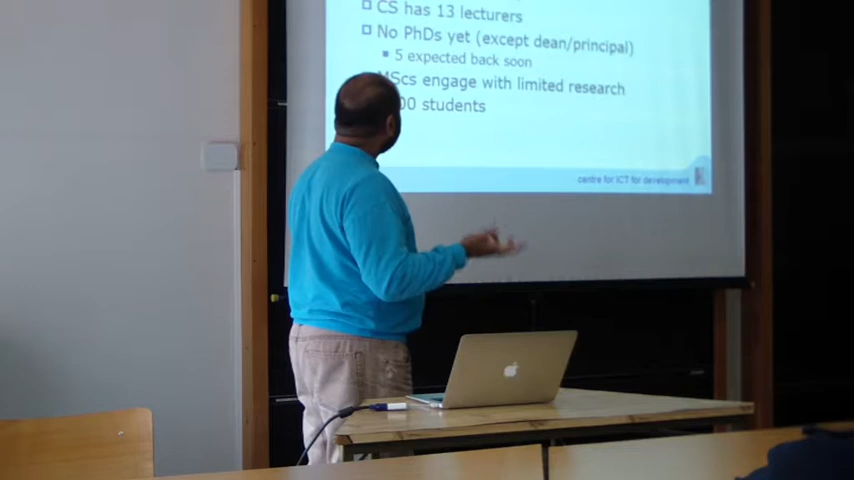 CS has 13 lecturers
No PhDs yet (except dean/principal)
5 expected back soon
MScs engage with limited research
00 students
centre for ICT for development